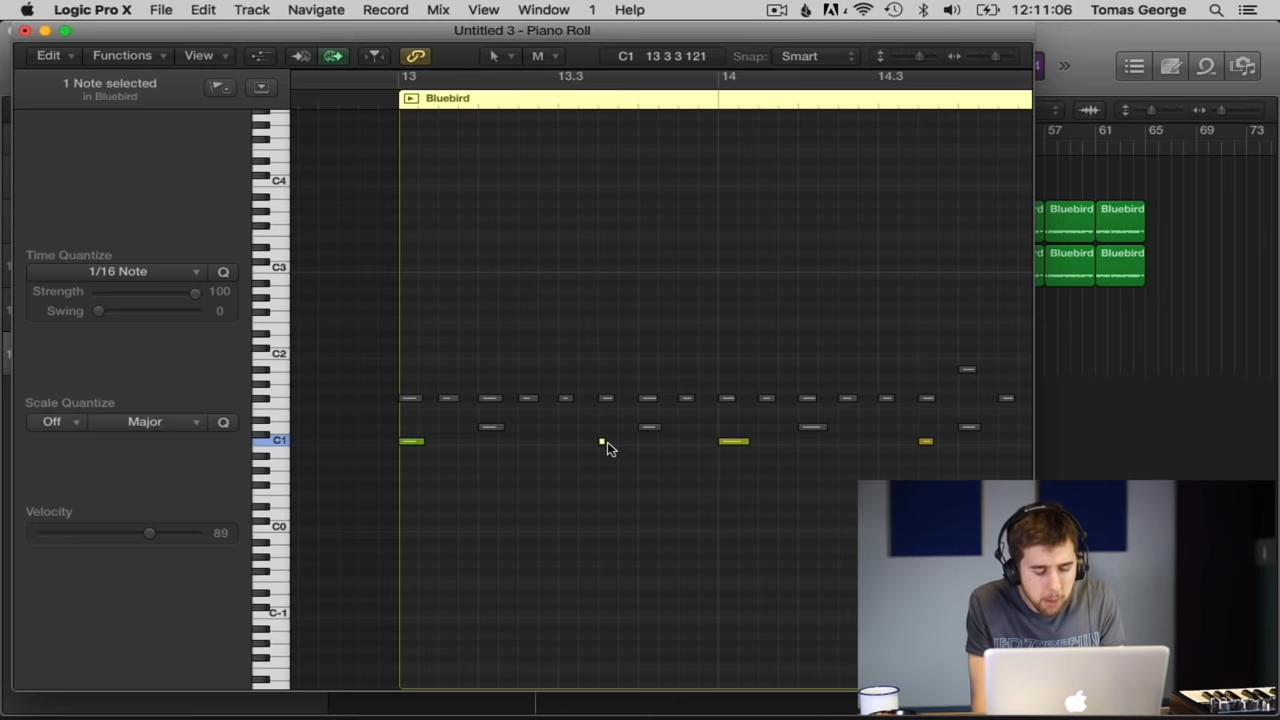 Logic Pro X File Edit Track Navigate Record Mix View Window 1 Help 12:11:06 Tomas George
Untitled 3 - Piano Roll
Edit Functions View M C1 13 3 3 121 Snap: Smart
1 Note selected
in Bluebird
13 13.3 14 14.3
57 61 65 69 73
Bluebird
C4
C3
C2
C1
C0
C-1
Bluebird Bluebird
Bluebird Bluebird
Time Quantize
1/16 Note Q
Strength 100
Swing 0
Scale Quantize
Off Major Q
Velocity
89